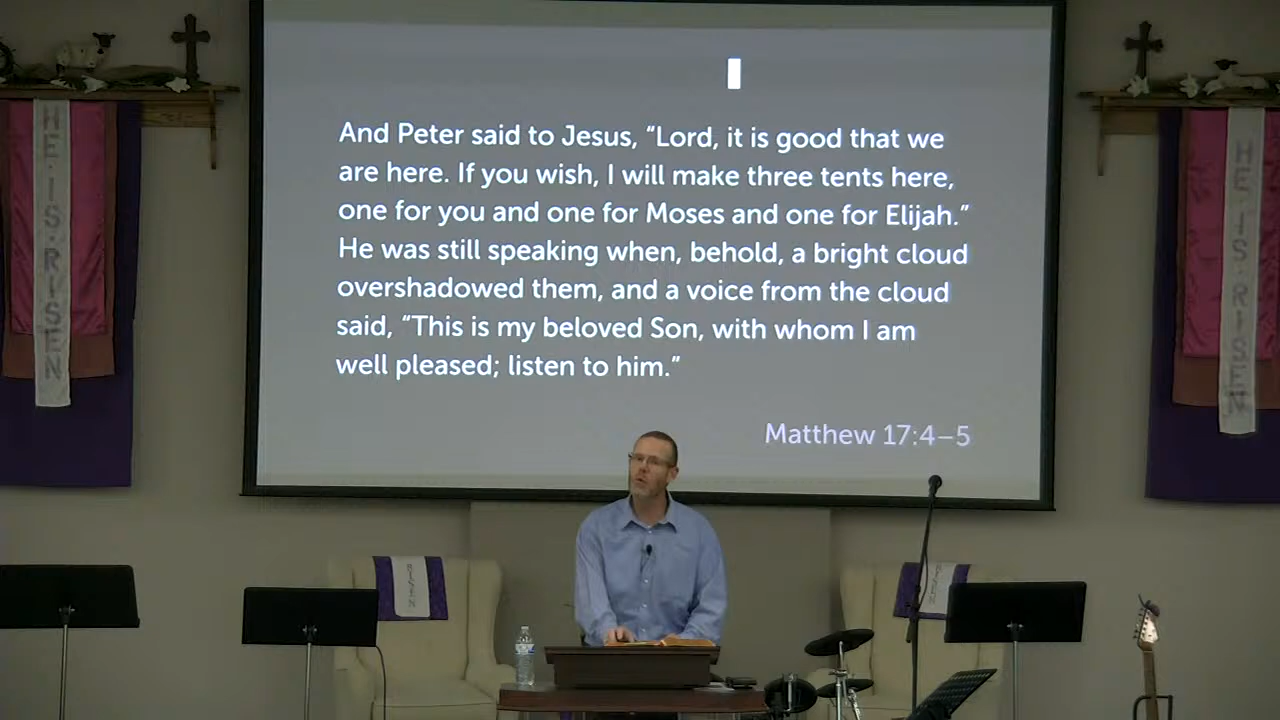 And Peter said to Jesus, “Lord, it is good that we
are here. If you wish, I will make three tents here,
one for you and one for Moses and one for Elijah.”
He was still speaking when, behold, a bright cloud
overshadowed them, and a voice from the cloud
said, “This is my beloved Son, with whom I am
well pleased; listen to him.”
Matthew 17:4–5
HE·IS·RISEN
HE·IS·RISEN